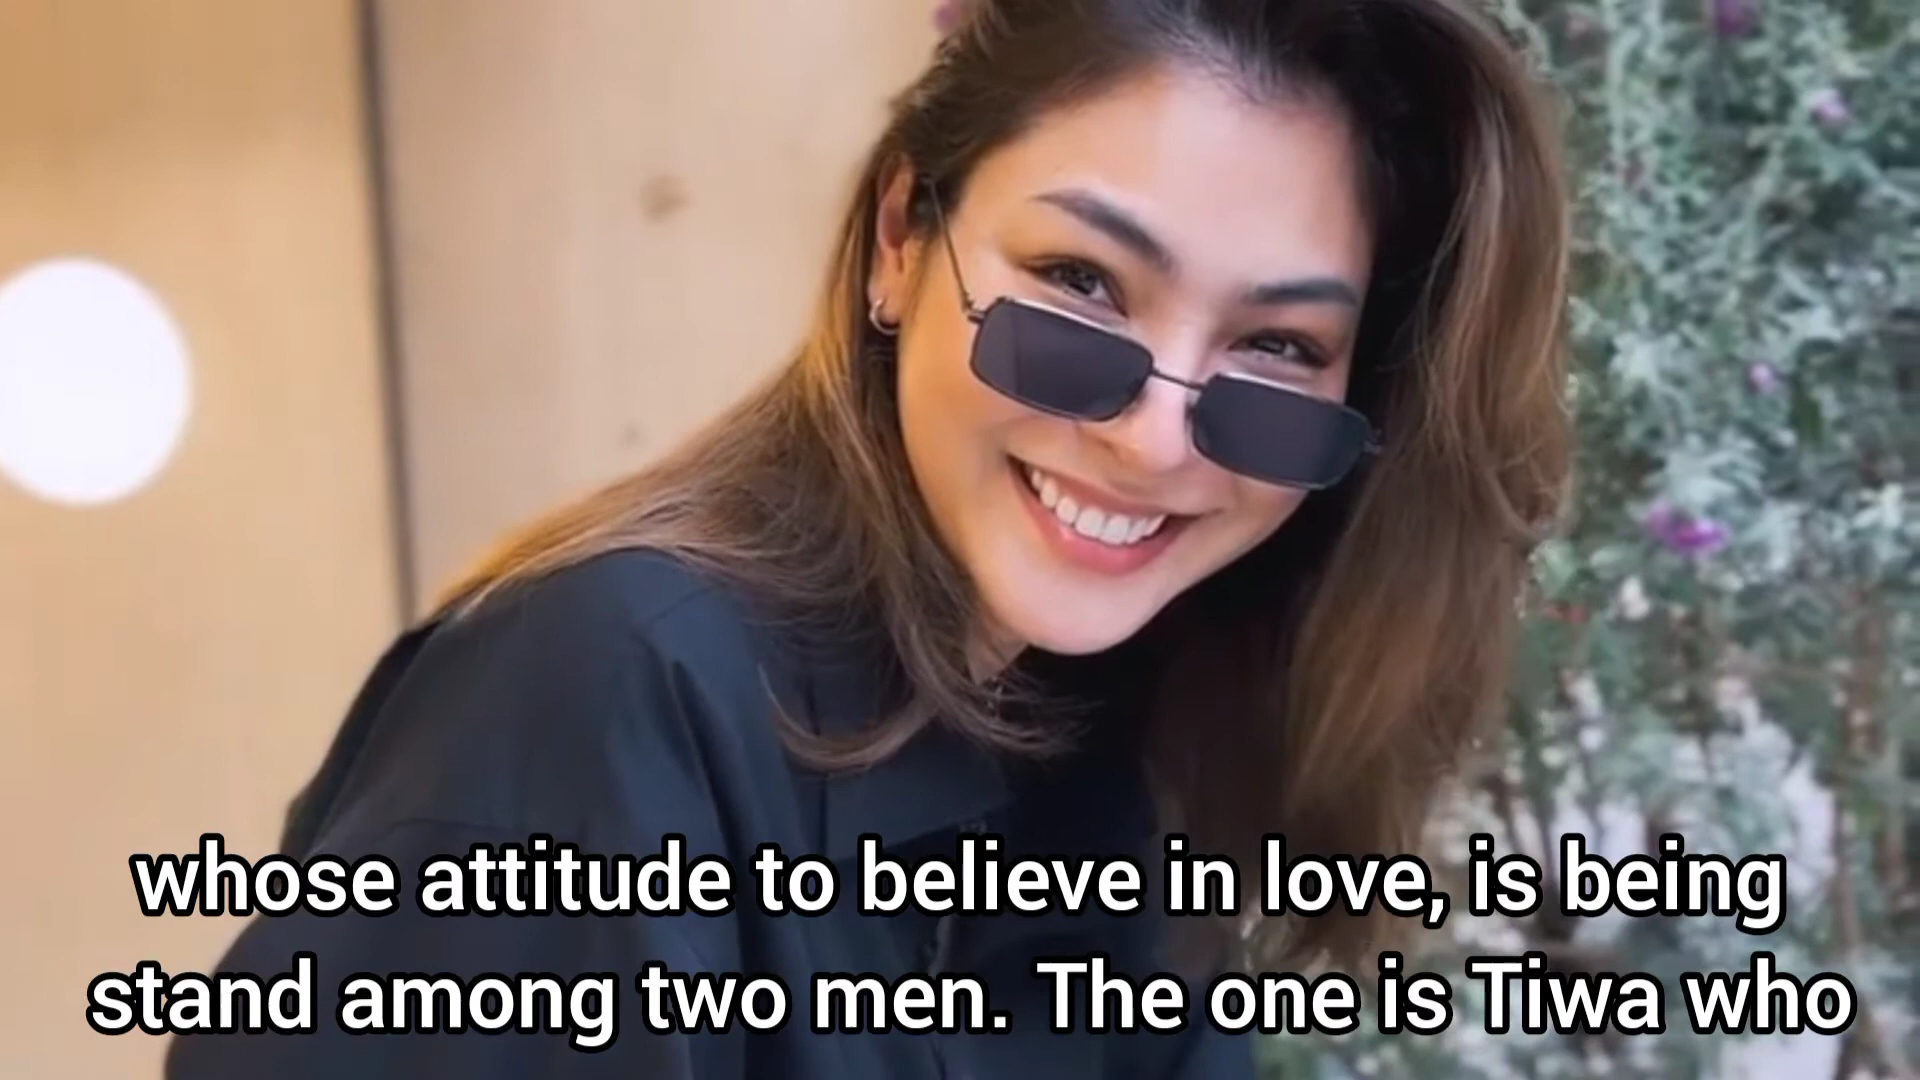 whose attitude to believe in love, is being
stand among two men. The one is Tiwa who